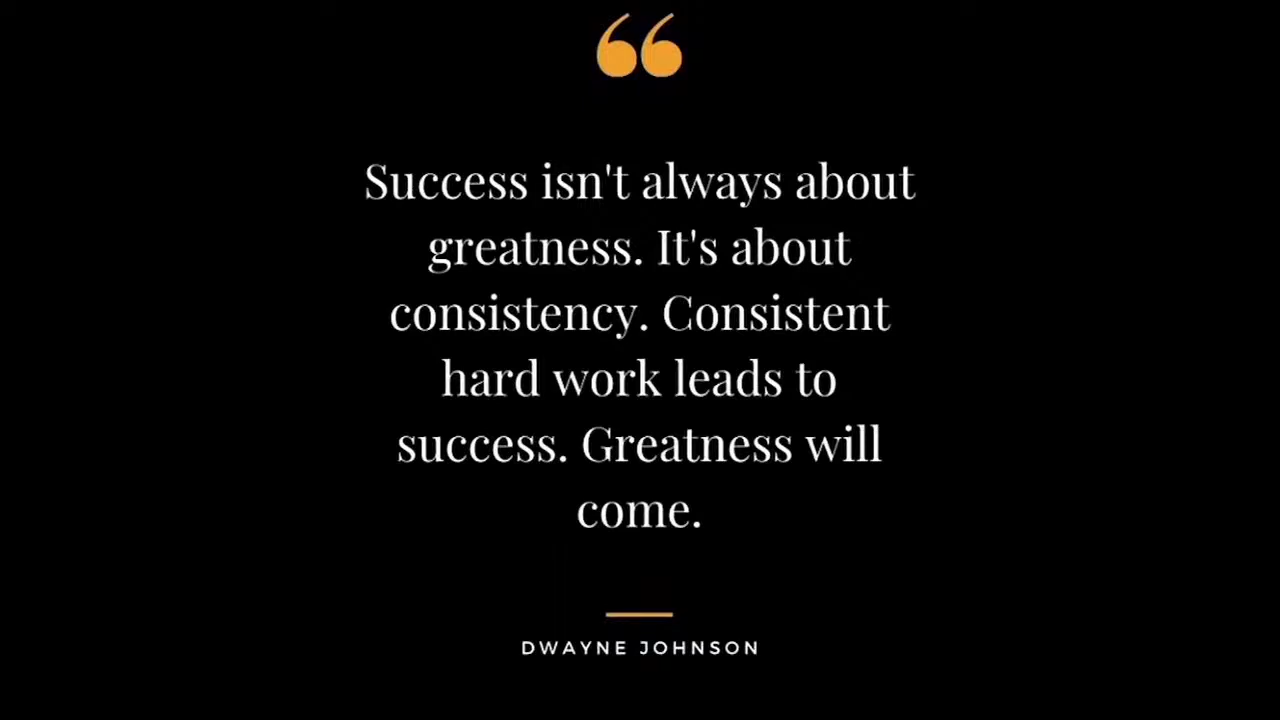 “
Success isn't always about
greatness. It's about
consistency. Consistent
hard work leads to
success. Greatness will
come.
DWAYNE JOHNSON